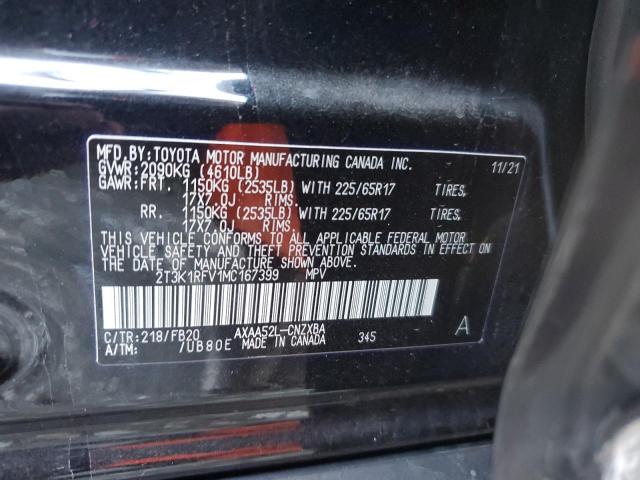 MFD.BY:TOYOTA MOTOR MANUFACTURING CANADA INC. 11/21
GVWR:2090KG (4610LB)
GAWR:FRT. 1150KG (2535LB) WITH 225/65R17 TIRES,
17X7.0J RIMS.
RR. 1150KG (2535LB) WITH 225/65R17 TIRES,
17X7.0J RIMS.
THIS VEHICLE CONFORMS TO ALL APPLICABLE FEDERAL MOTOR
VEHICLE SAFETY AND THEFT PREVENTION STANDARDS IN EFFECT ON
THE DATE OF MANUFACTURE SHOWN ABOVE.
2T3K1RFV1MC167399 MPV
C/TR:218/FB20 AXAA52L-CNZXBA 345 A
A/TM: /UB80E MADE IN CANADA